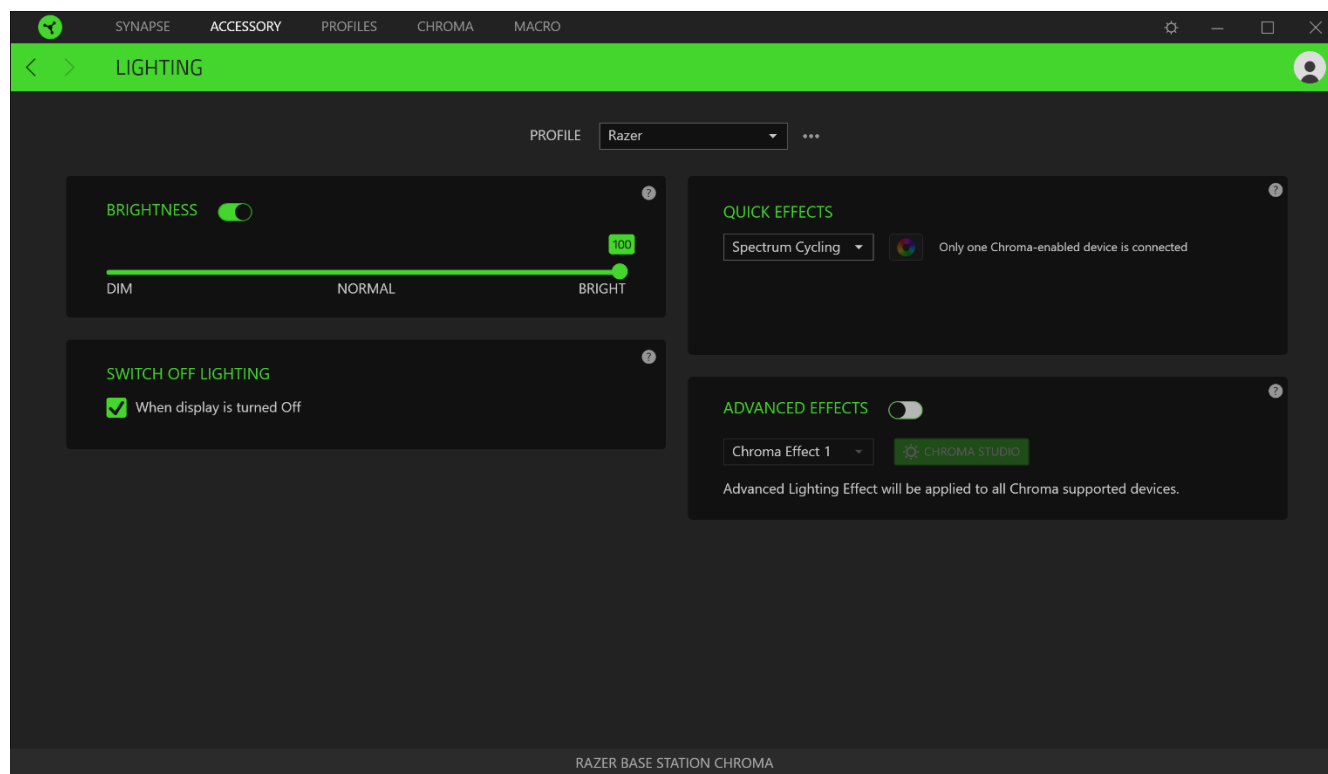 SYNAPSE ACCESSORY PROFILES CHROMA MACRO
LIGHTING
PROFILE Razer
BRIGHTNESS
100
DIM NORMAL BRIGHT
SWITCH OFF LIGHTING
When display is turned Off
QUICK EFFECTS
Spectrum Cycling Only one Chroma-enabled device is connected
ADVANCED EFFECTS
Chroma Effect 1 CHROMA STUDIO
Advanced Lighting Effect will be applied to all Chroma supported devices.
RAZER BASE STATION CHROMA